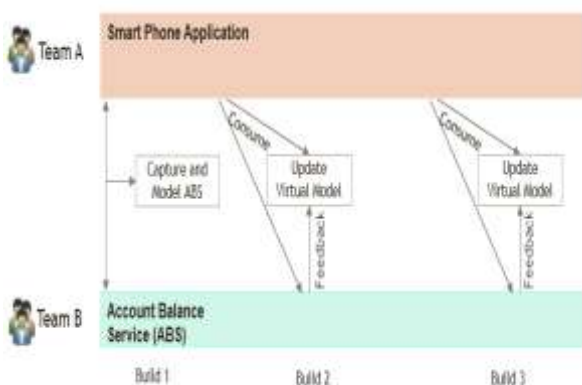 Team A
Smart Phone Application
Consume
Consume
Capture and
Model ABS
Update
Virtual Model
Update
Virtual Model
Feedback
Feedback
Team B
Account Balance
Service (ABS)
Build 1
Build 2
Build 3